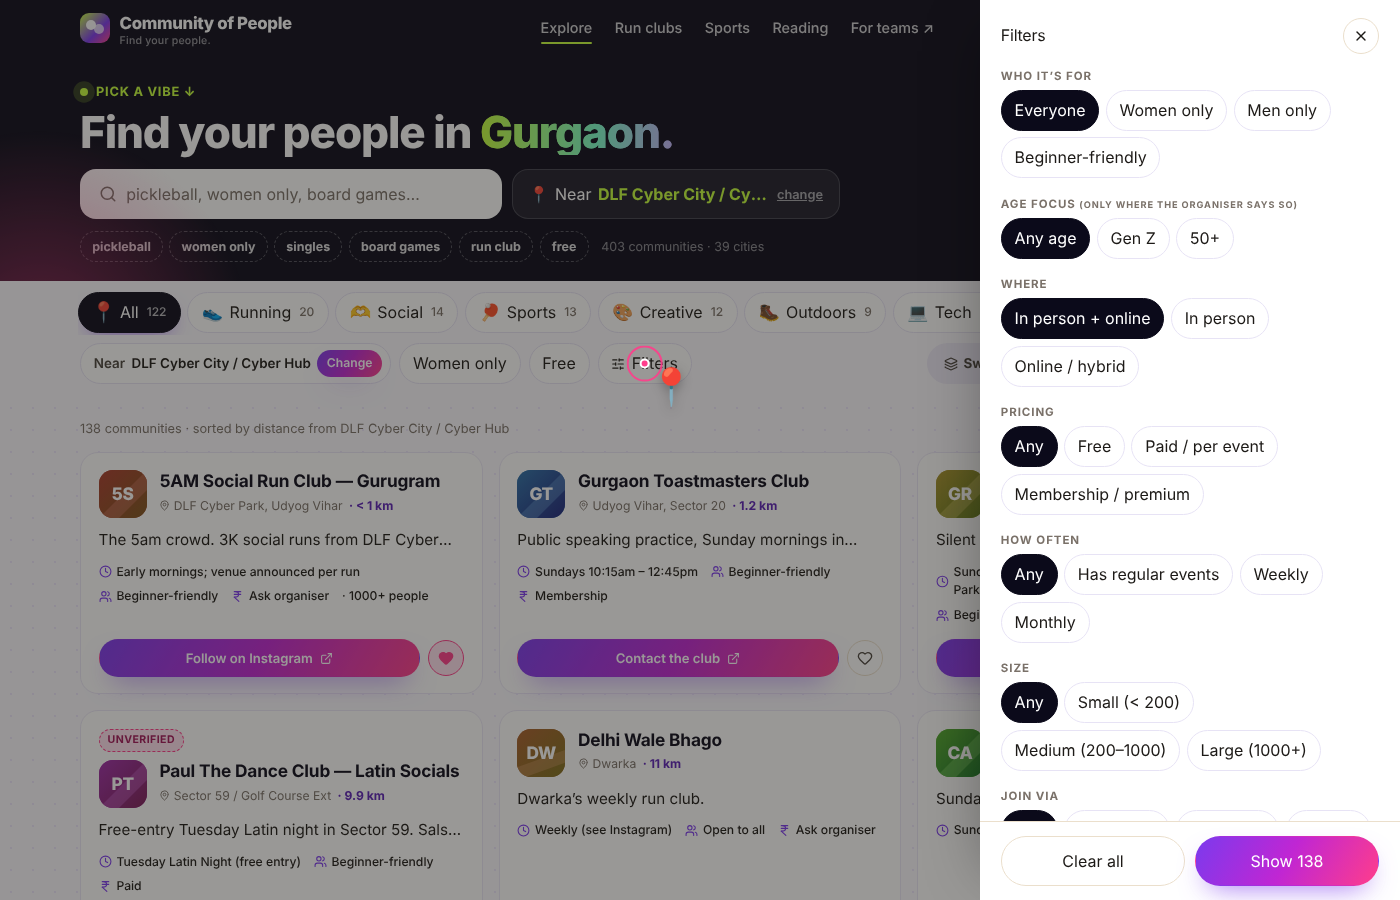 Community of People
Find your people.
Explore Run clubs Sports Reading For teams ↗
PICK A VIBE ↓
Find your people in Gurgaon.
pickleball, women only, board games...
Near DLF Cyber City / Cy... change
pickleball women only singles board games run club free 403 communities · 39 cities
All 122 Running 20 Social 14 Sports 13 Creative 12 Outdoors 9 Tech
Near DLF Cyber City / Cyber Hub Change Women only Free Filters
138 communities · sorted by distance from DLF Cyber City / Cyber Hub
5S
5AM Social Run Club — Gurugram
DLF Cyber Park, Udyog Vihar · < 1 km
The 5am crowd. 3K social runs from DLF Cyber...
Early mornings; venue announced per run
Beginner-friendly ₹ Ask organiser · 1000+ people
Follow on Instagram
GT
Gurgaon Toastmasters Club
Udyog Vihar, Sector 20 · 1.2 km
Public speaking practice, Sunday mornings in...
Sundays 10:15am – 12:45pm Beginner-friendly
₹ Membership
Contact the club
GR
Silent
UNVERIFIED
PT
Paul The Dance Club — Latin Socials
Sector 59 / Golf Course Ext · 9.9 km
Free-entry Tuesday Latin night in Sector 59. Sals...
Tuesday Latin Night (free entry) Beginner-friendly
₹ Paid
DW
Delhi Wale Bhago
Dwarka · 11 km
Dwarka's weekly run club.
Weekly (see Instagram) Open to all ₹ Ask organiser
CA
Filters
WHO IT'S FOR
Everyone Women only Men only
Beginner-friendly
AGE FOCUS (ONLY WHERE THE ORGANISER SAYS SO)
Any age Gen Z 50+
WHERE
In person + online In person
Online / hybrid
PRICING
Any Free Paid / per event
Membership / premium
HOW OFTEN
Any Has regular events Weekly
Monthly
SIZE
Any Small (< 200)
Medium (200–1000) Large (1000+)
JOIN VIA
Clear all Show 138